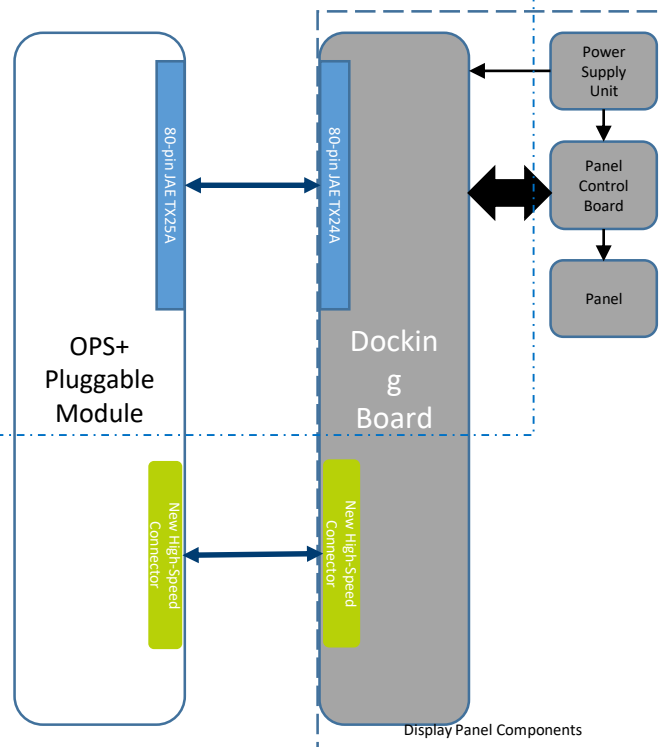 OPS+
Pluggable
Module
80-pin JAE TX25A
New High-Speed
Connector
80-pin JAE TX24A
Dockin
g
Board
New High-Speed
Connector
Power
Supply
Unit
Panel
Control
Board
Panel
Display Panel Components